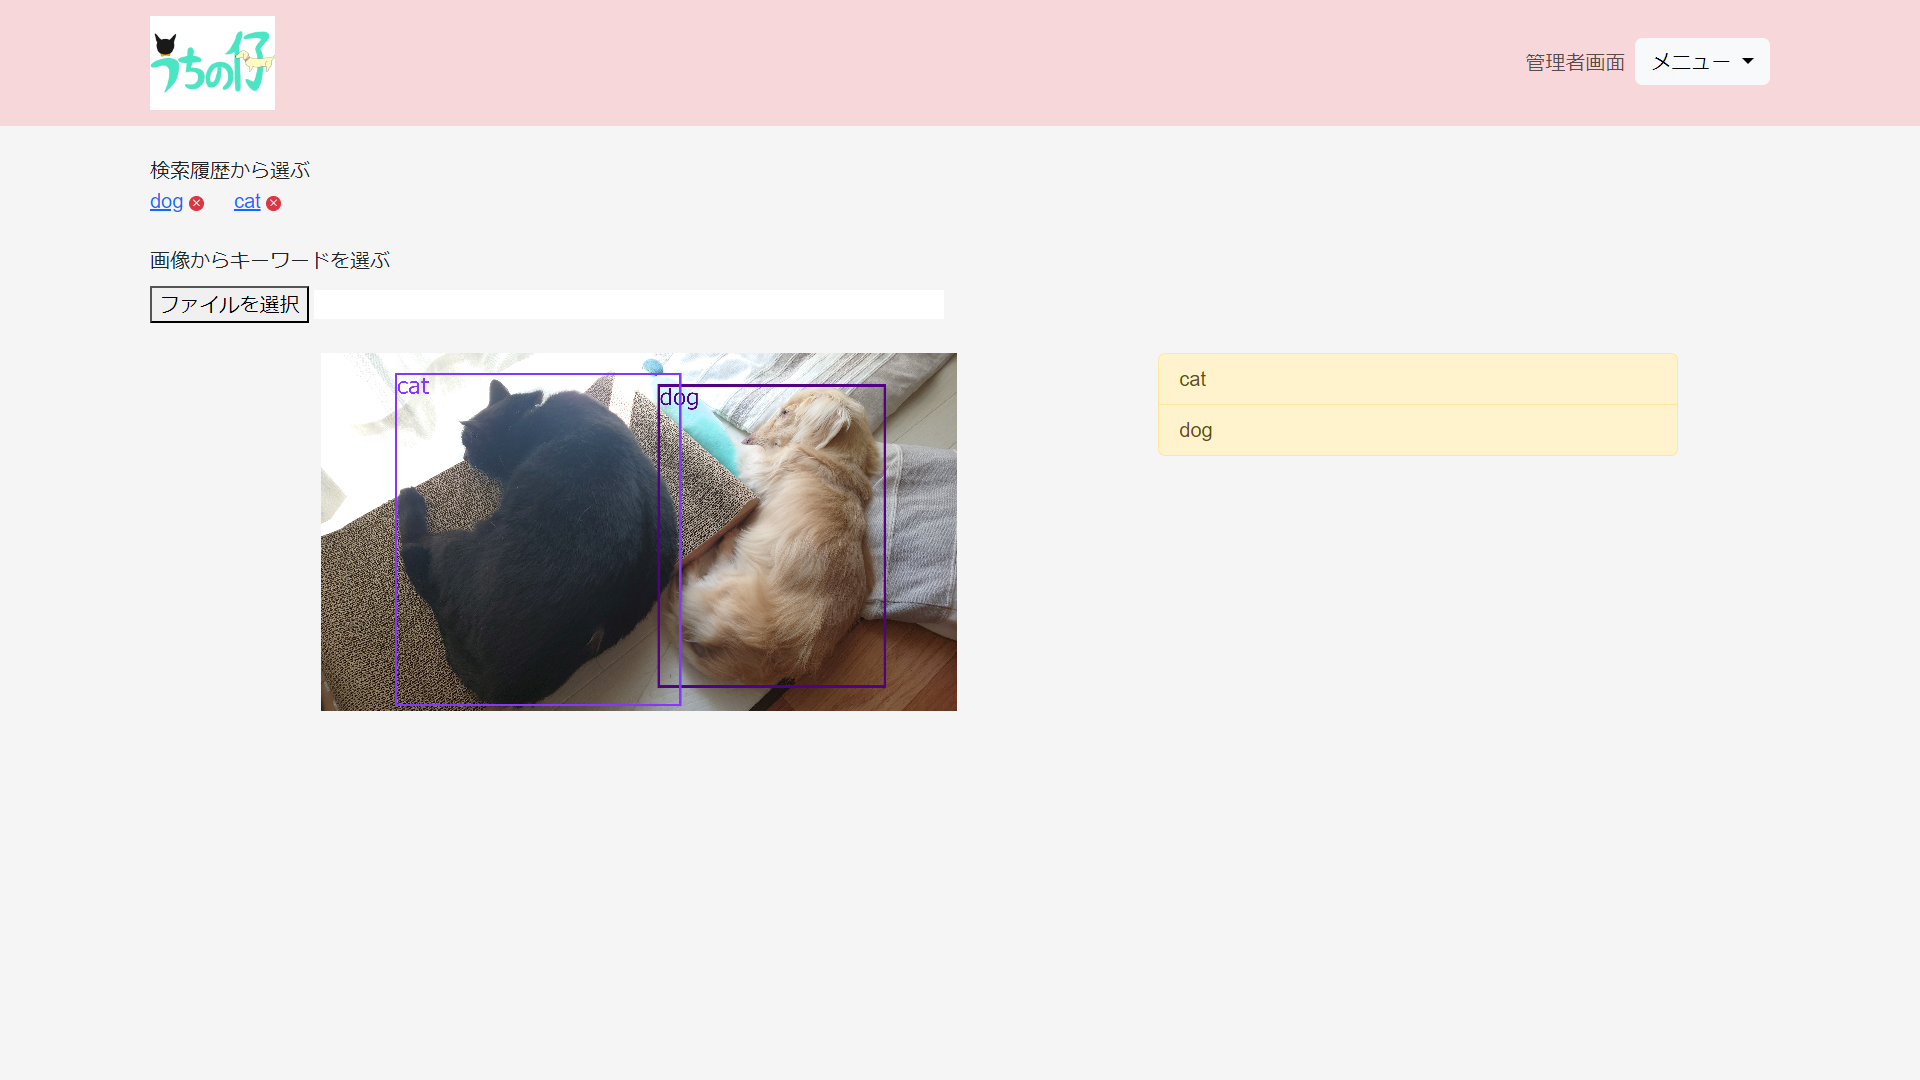 うちの仔
管理者画面 メニュー
検索履歴から選ぶ
dog cat
画像からキーワードを選ぶ
ファイルを選択
cat
dog
cat
dog